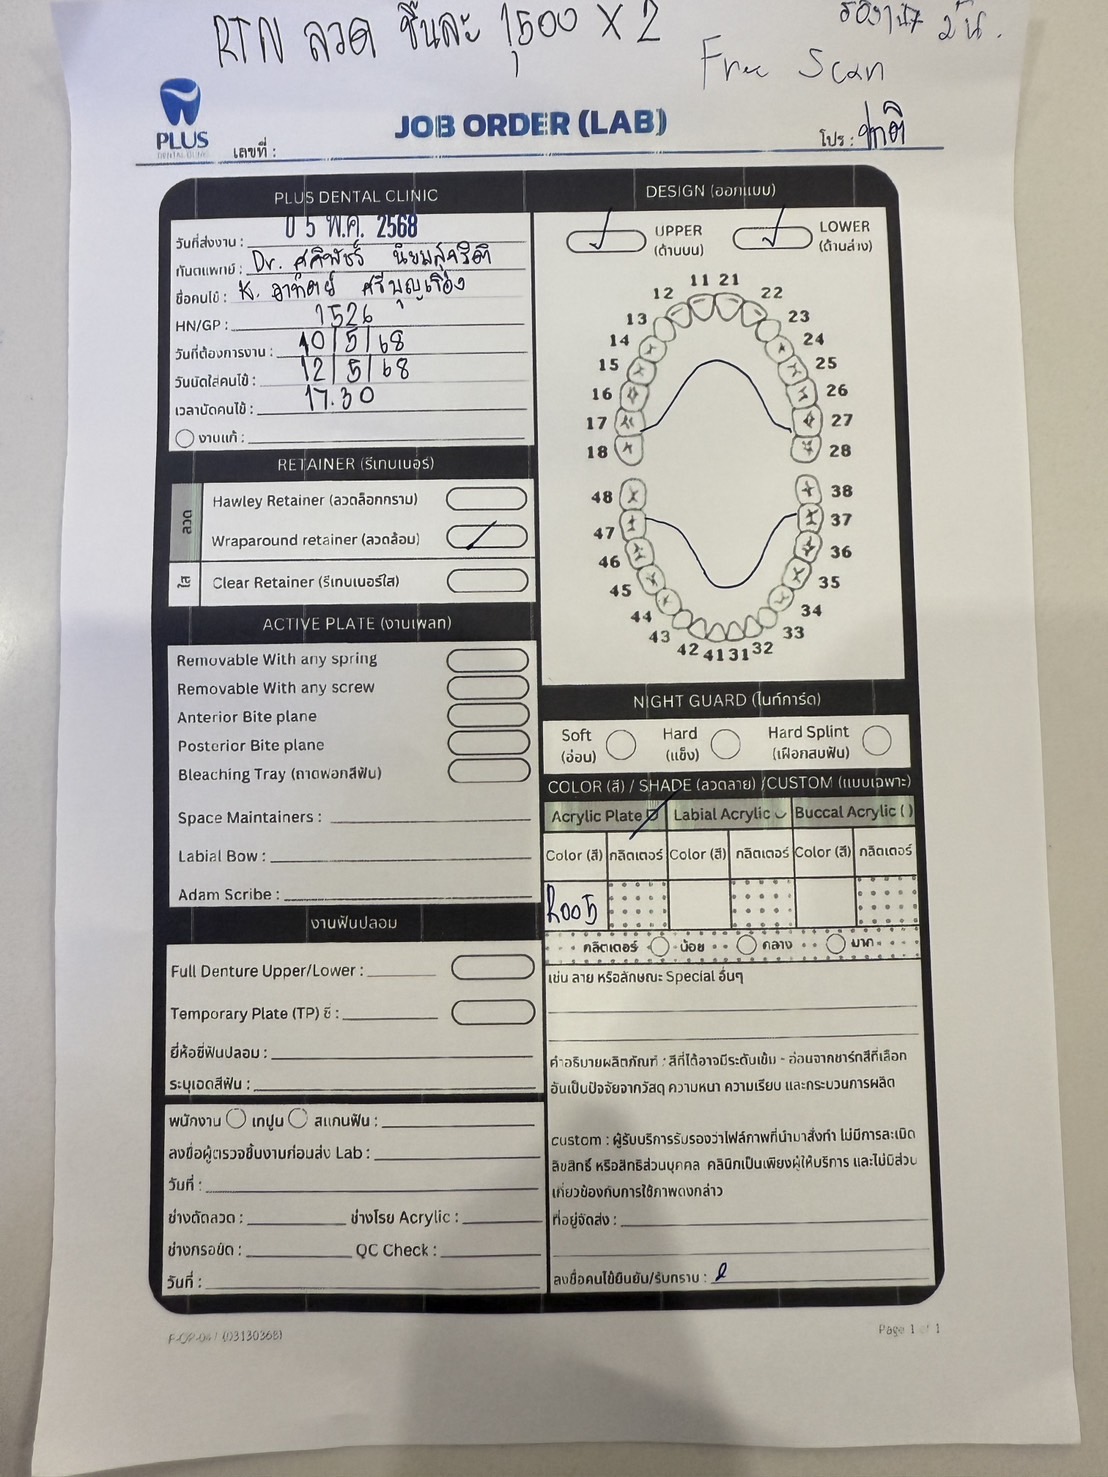 RTN ลวด ชิ้นละ 1,500 X 2
Free Scan
PLUS
DENTAL CLINIC
JOB ORDER (LAB)
เลขที่ :
โปร : ปกติ
PLUS DENTAL CLINIC
วันที่ส่งงาน : 0 5 พ.ค. 2568
ทันตแพทย์ : Dr.
ชื่อคนไข้ : K. อาทิตย์ ศรีบุญเรือง
HN/GP : 1526
วันที่ต้องการงาน : 10/5/68
วันนัดใส่คนไข้ : 12/5/68
เวลานัดคนไข้ : 17.30
งานแก้ :
RETAINER (รีเทนเนอร์)
ลวด
Hawley Retainer (ลวดล็อกกราม)
Wraparound retainer (ลวดล้อม)
ใส
Clear Retainer (รีเทนเนอร์ใส)
ACTIVE PLATE (งานเพลท)
Removable With any spring
Removable With any screw
Anterior Bite plane
Posterior Bite plane
Bleaching Tray (ถาดฟอกสีฟัน)
Space Maintainers :
Labial Bow :
Adam Scribe :
งานฟันปลอม
Full Denture Upper/Lower :
Temporary Plate (TP) ซี่ :
ยี่ห้อซี่ฟันปลอม :
ระบุเฉดสีฟัน :
พนักงาน เทปูน สแกนฟัน :
ลงชื่อผู้ตรวจชิ้นงานก่อนส่ง Lab :
วันที่ :
ช่างดัดลวด : ช่างโรย Acrylic :
ช่างกรอขัด : QC Check :
วันที่ :
DESIGN (ออกแบบ)
UPPER
(ด้านบน)
LOWER
(ด้านล่าง)
11 21
12 22
13 23
14 24
15 25
16 26
17 27
18 28
48 38
47 37
46 36
45 35
44 34
43 33
42 41 31 32
NIGHT GUARD (ไนท์การ์ด)
Soft
(อ่อน)
Hard
(แข็ง)
Hard Splint
(เฝือกสบฟัน)
COLOR (สี) / SHADE (ลวดลาย) /CUSTOM (แบบเฉพาะ)
Acrylic Plate Labial Acrylic Buccal Acrylic ( )
Color (สี) กลิตเตอร์ Color (สี) กลิตเตอร์ Color (สี) กลิตเตอร์
R005
กลิตเตอร์ น้อย กลาง มาก
เช่น ลาย หรือลักษณะ Special อื่นๆ
คำอธิบายผลิตภัณฑ์ : สีที่ได้อาจมีระดับเข้ม - อ่อนจากชาร์ทสีที่เลือก
อันเป็นปัจจัยจากวัสดุ ความหนา ความเรียบ และกระบวนการผลิต
custom : ผู้รับบริการรับรองว่าไฟล์ภาพที่นำมาสั่งทำ ไม่มีการละเมิด
ลิขสิทธิ์ หรือสิทธิส่วนบุคคล คลินิกเป็นเพียงผู้ให้บริการ และไม่มีส่วน
เกี่ยวข้องกับการใช้ภาพดังกล่าว
ที่อยู่จัดส่ง :
ลงชื่อคนไข้ยืนยัน/รับทราบ :
Page 1 of 1